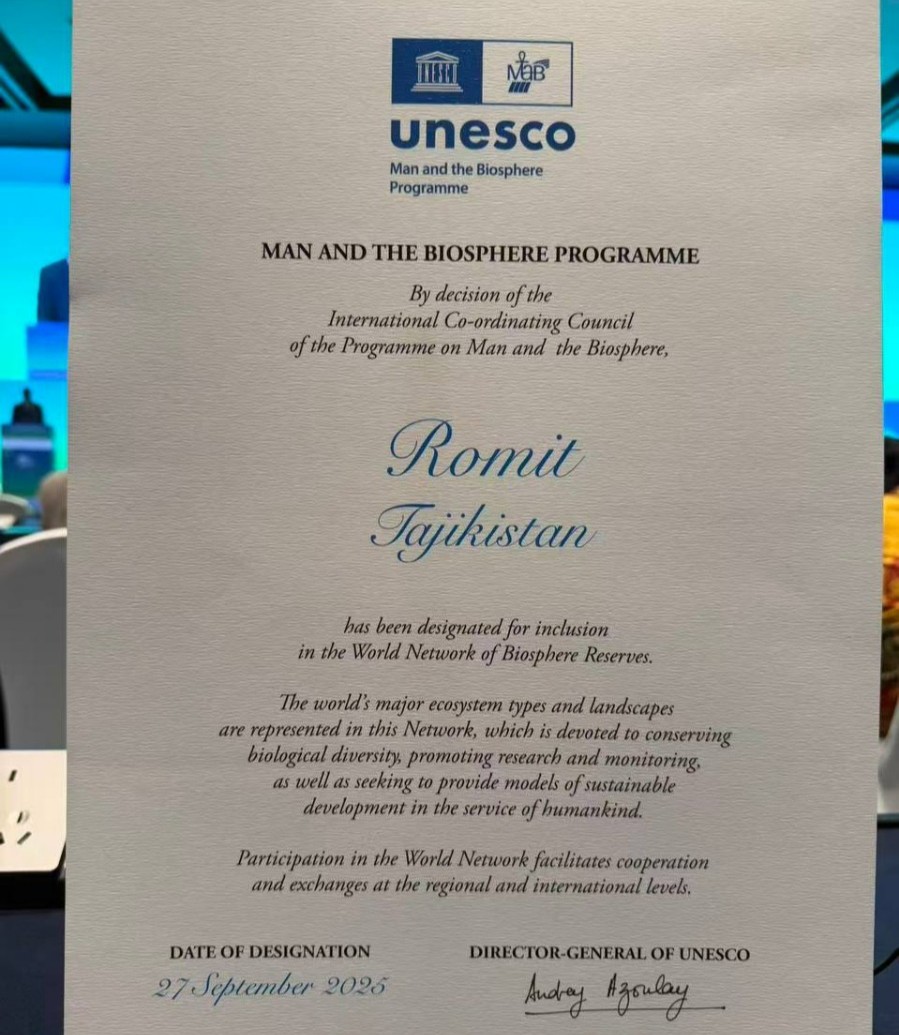 MaB
unesco
Man and the Biosphere
Programme
MAN AND THE BIOSPHERE PROGRAMME
By decision of the
International Co-ordinating Council
of the Programme on Man and the Biosphere,
Romit
Tajikistan
has been designated for inclusion
in the World Network of Biosphere Reserves.
The world's major ecosystem types and landscapes
are represented in this Network, which is devoted to conserving
biological diversity, promoting research and monitoring,
as well as seeking to provide models of sustainable
development in the service of humankind.
Participation in the World Network facilitates cooperation
and exchanges at the regional and international levels.
DATE OF DESIGNATION
27 September 2025
DIRECTOR-GENERAL OF UNESCO
Audrey Azoulay